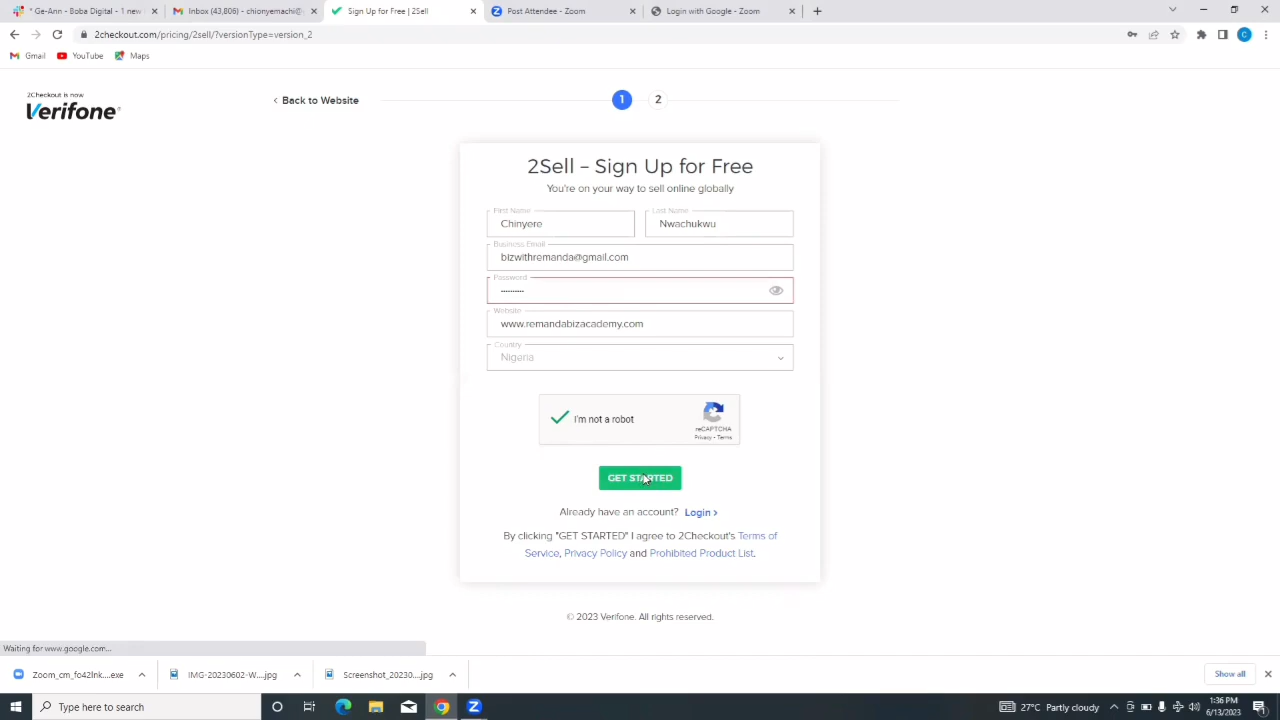 * Ge-Ann - Boba Digital - 1 new
Inbox (43,806) - chionyemachi@
Sign Up for Free | 2Sell
Post Attendee - Zoom
Login with Google - Zoom
2checkout.com/pricing/2sell/?versionType=version_2
Gmail
YouTube
Maps
2Checkout is now
Verifone
Back to Website
1
2
2Sell – Sign Up for Free
You're on your way to sell online globally
First Name
Last Name
Chinyere
Nwachukwu
Business Email
bizwithremanda@gmail.com
Password
Website
www.remandabizacademy.com
Country
Nigeria
I'm not a robot
reCAPTCHA
Privacy - Terms
GET STARTED
Already have an account? Login >
By clicking "GET STARTED" I agree to 2Checkout's Terms of
Service, Privacy Policy and Prohibited Product List.
© 2023 Verifone. All rights reserved.
Waiting for www.google.com...
Zoom_cm_fo42lnk....exe
IMG-20230602-W....jpg
Screenshot_20230....jpg
Show all
Type here to search
27°C Partly cloudy
1:36 PM
6/13/2023